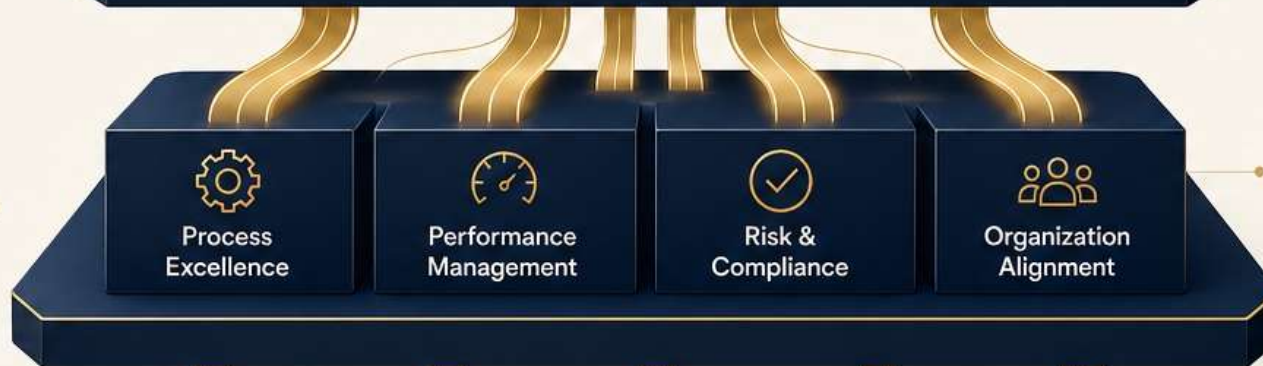 Process
Excellence
Performance
Management
Risk &
Compliance
Organization
Alignment